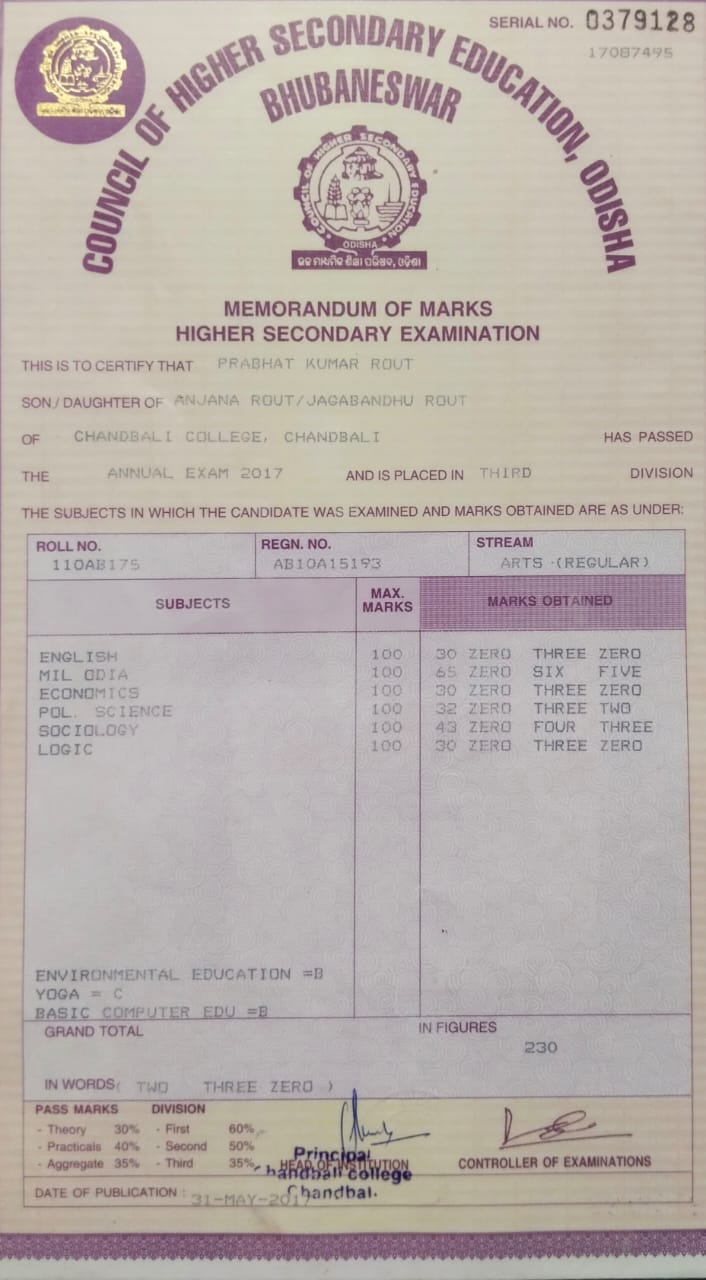 SERIAL NO. 0379128
17087495
COUNCIL OF HIGHER SECONDARY EDUCATION, ODISHA
BHUBANESWAR
COUNCIL OF HIGHER SECONDARY EDUCATION
ODISHA
ଉଚ୍ଚ ମାଧ୍ୟମିକ ଶିକ୍ଷା ପରିଷଦ, ଓଡ଼ିଶା
MEMORANDUM OF MARKS
HIGHER SECONDARY EXAMINATION
THIS IS TO CERTIFY THAT PRABHAT KUMAR ROUT
SON/DAUGHTER OF ANJANA ROUT/JAGABANDHU ROUT
OF CHANDBALI COLLEGE, CHANDBALI HAS PASSED
THE ANNUAL EXAM 2017 AND IS PLACED IN THIRD DIVISION
THE SUBJECTS IN WHICH THE CANDIDATE WAS EXAMINED AND MARKS OBTAINED ARE AS UNDER:
ROLL NO. REGN. NO. STREAM
110AB175 AB10A15193 ARTS (REGULAR)
SUBJECTS MAX. MARKS MARKS OBTAINED
ENGLISH 100 30 ZERO THREE ZERO
MIL ODIA 100 65 ZERO SIX FIVE
ECONOMICS 100 30 ZERO THREE ZERO
POL. SCIENCE 100 32 ZERO THREE TWO
SOCIOLOGY 100 43 ZERO FOUR THREE
LOGIC 100 30 ZERO THREE ZERO
ENVIRONMENTAL EDUCATION =B
YOGA = C
BASIC COMPUTER EDU =B
GRAND TOTAL IN FIGURES
230
IN WORDS( TWO THREE ZERO )
PASS MARKS DIVISION
- Theory 30% - First 60%
- Practicals 40% - Second 50%
- Aggregate 35% - Third 35%
Principal
HEAD OF INSTITUTION CONTROLLER OF EXAMINATIONS
handbali college
Chandbal.
DATE OF PUBLICATION : 31-MAY-2017